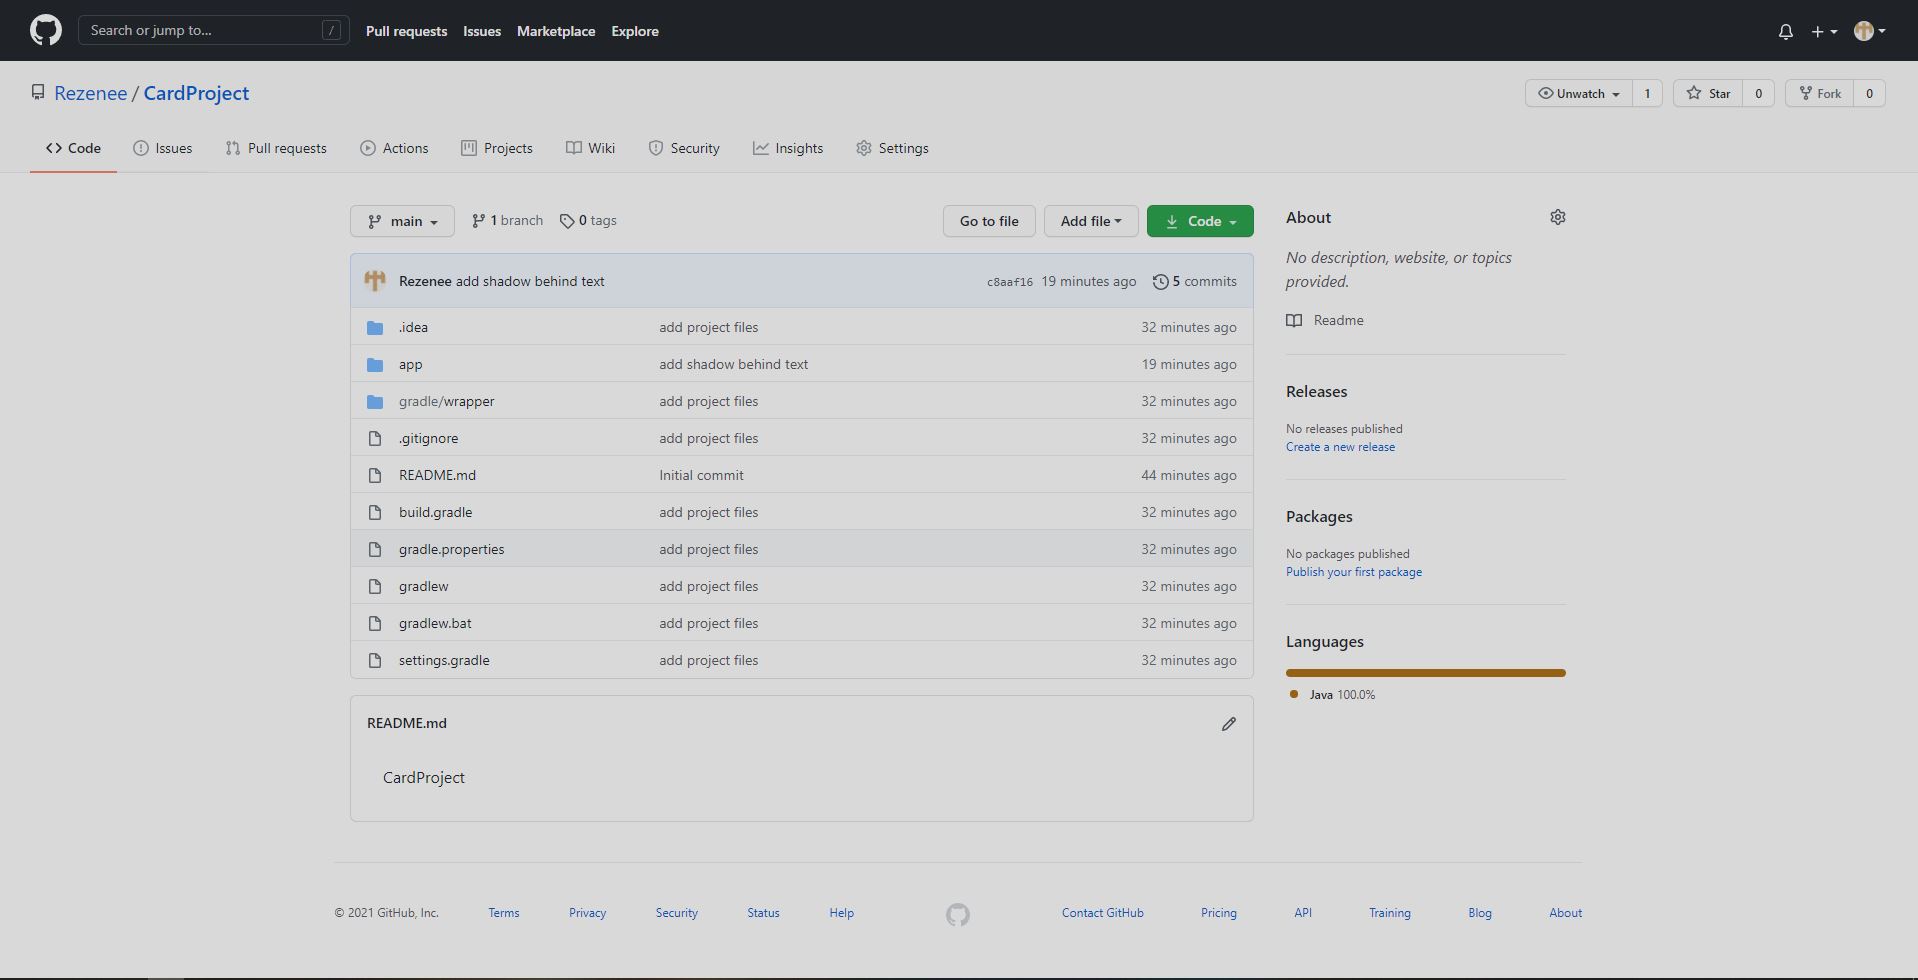 Search or jump to... / Pull requests Issues Marketplace Explore
Rezenee / CardProject Unwatch 1 Star 0 Fork 0
Code Issues Pull requests Actions Projects Wiki Security Insights Settings
main 1 branch 0 tags Go to file Add file Code
Rezenee add shadow behind text c8aaf16 19 minutes ago 5 commits
.idea add project files 32 minutes ago
app add shadow behind text 19 minutes ago
gradle/wrapper add project files 32 minutes ago
.gitignore add project files 32 minutes ago
README.md Initial commit 44 minutes ago
build.gradle add project files 32 minutes ago
gradle.properties add project files 32 minutes ago
gradlew add project files 32 minutes ago
gradlew.bat add project files 32 minutes ago
settings.gradle add project files 32 minutes ago
README.md
CardProject
About
No description, website, or topics
provided.
Readme
Releases
No releases published
Create a new release
Packages
No packages published
Publish your first package
Languages
Java 100.0%
© 2021 GitHub, Inc. Terms Privacy Security Status Help Contact GitHub Pricing API Training Blog About